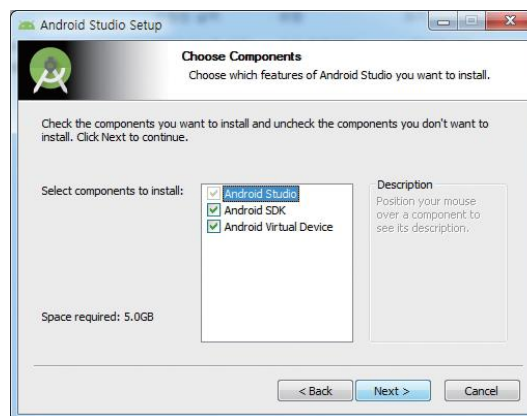 Android Studio Setup
Choose Components
Choose which features of Android Studio you want to install.
Check the components you want to install and uncheck the components you don't want to
install. Click Next to continue.
Select components to install:
Android Studio
Android SDK
Android Virtual Device
Description
Position your mouse
over a component to
see its description.
Space required: 5.0GB
< Back
Next >
Cancel